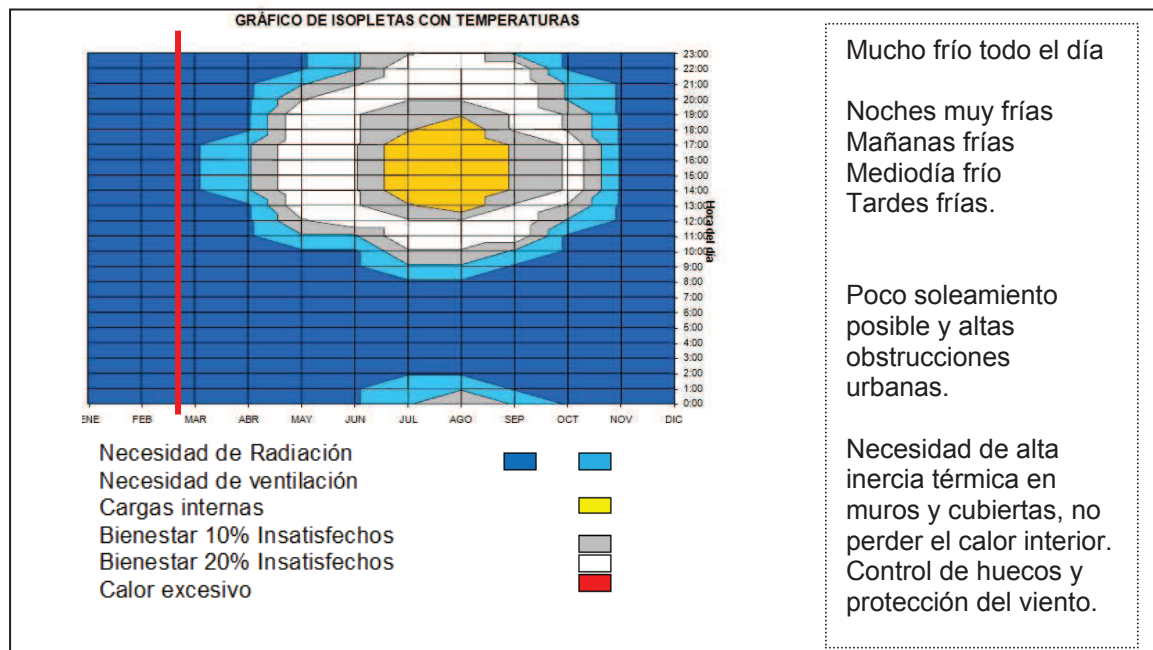 GRÁFICO DE ISOPLETAS CON TEMPERATURAS
23:00
22:00
21:00
20:00
19:00
18:00
17:00
16:00
15:00
14:00
13:00
12:00
11:00
10:00
9:00
8:00
7:00
6:00
5:00
4:00
3:00
2:00
1:00
0:00
Hora del día
ENE FEB MAR ABR MAY JUN JUL AGO SEP OCT NOV DIC
Necesidad de Radiación
Necesidad de ventilación
Cargas internas
Bienestar 10% Insatisfechos
Bienestar 20% Insatisfechos
Calor excesivo
Mucho frío todo el día
Noches muy frías
Mañanas frías
Mediodía frío
Tardes frías.
Poco soleamiento
posible y altas
obstrucciones
urbanas.
Necesidad de alta
inercia térmica en
muros y cubiertas, no
perder el calor interior.
Control de huecos y
protección del viento.